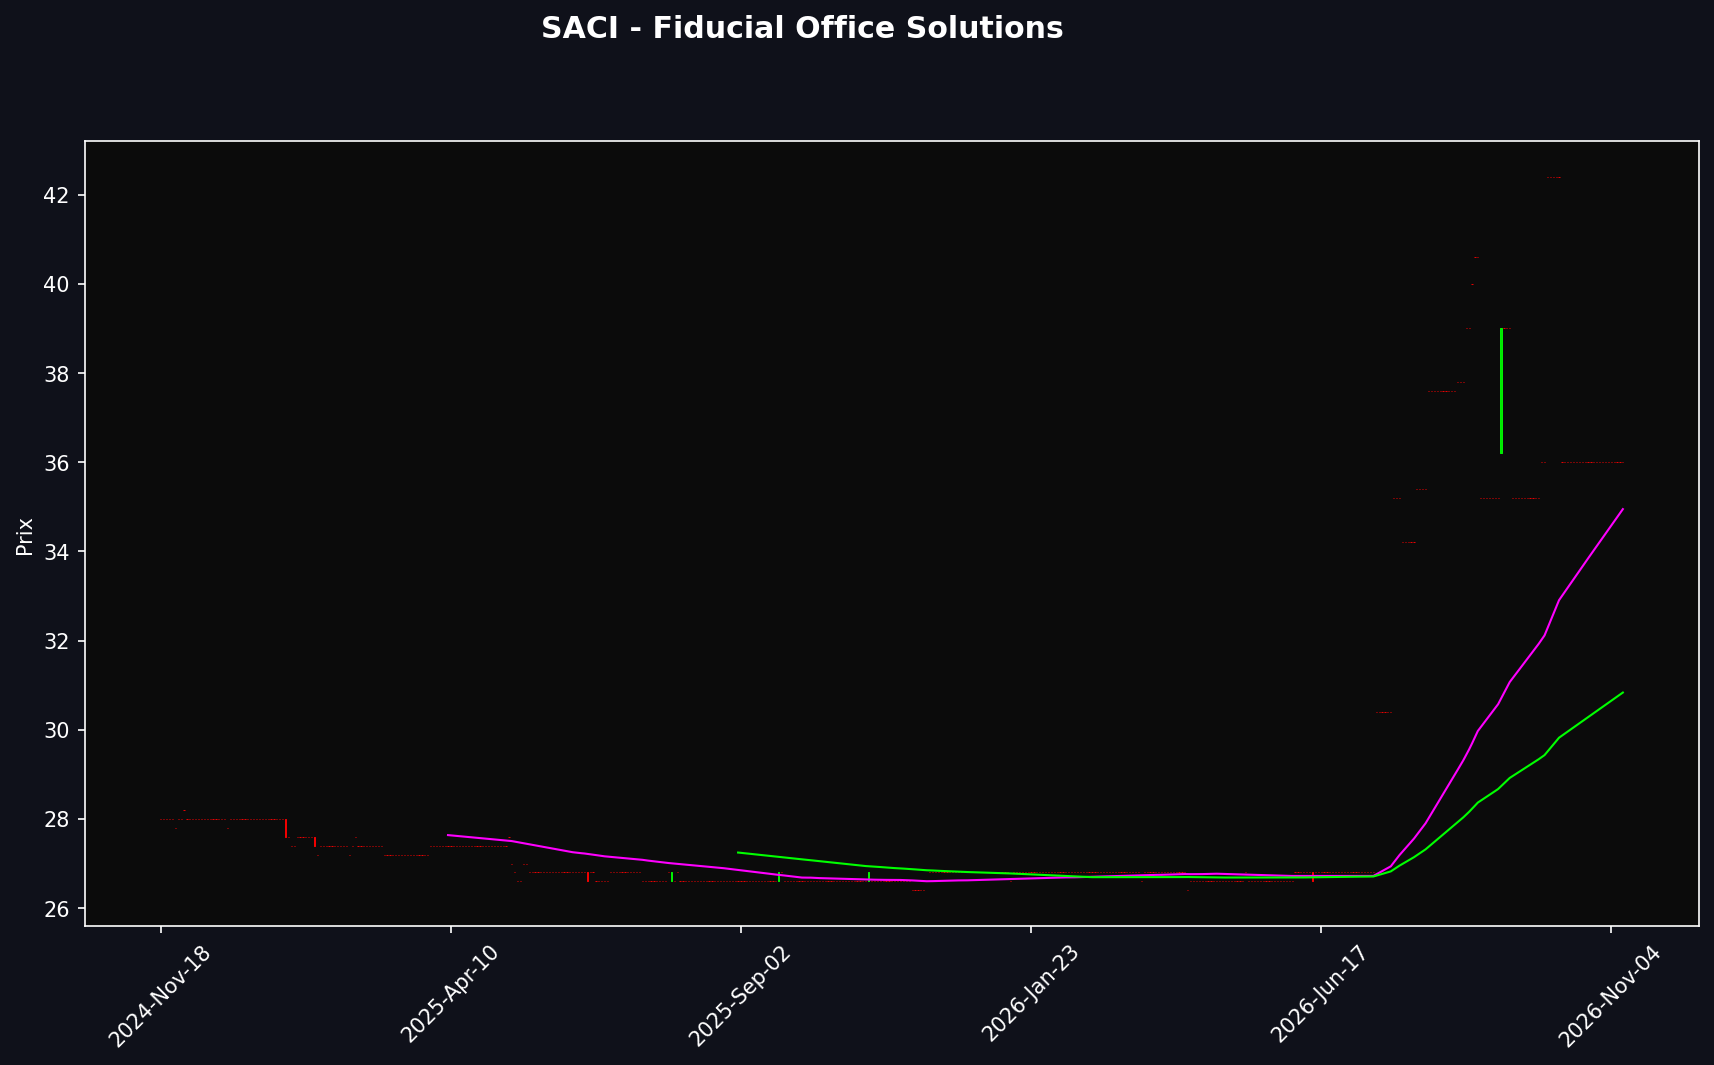 SACI - Fiducial Office Solutions
Prix
42
40
38
36
34
32
30
28
26
2024-Nov-18
2025-Apr-10
2025-Sep-02
2026-Jan-23
2026-Jun-17
2026-Nov-04